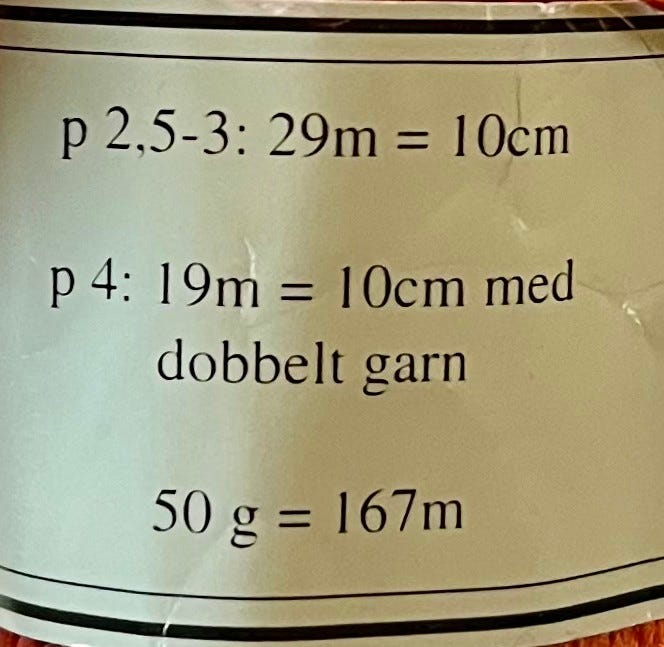 p 2,5-3: 29m = 10cm
p 4: 19m = 10cm med
dobbelt garn
50 g = 167m